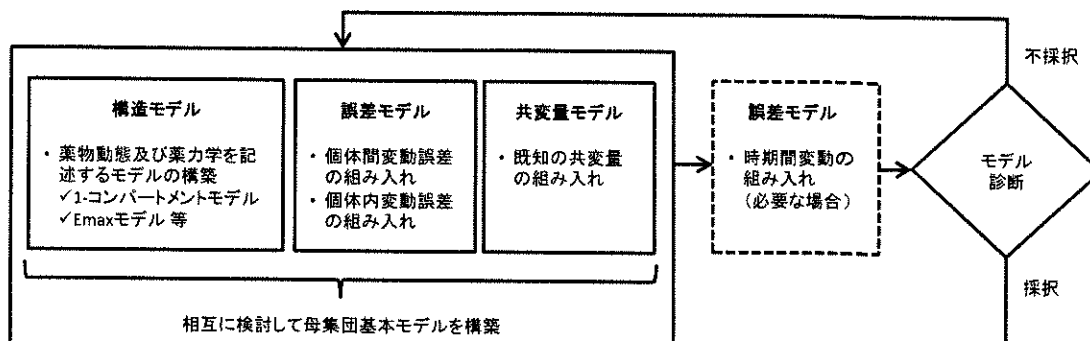 不採択
構造モデル
・ 薬物動態及び薬力学を記
述するモデルの構築
✓1-コンパートメントモデル
✓Emaxモデル 等
誤差モデル
・ 個体間変動誤差
の組み入れ
・ 個体内変動誤差
の組み入れ
共変量モデル
・ 既知の共変量
の組み入れ
誤差モデル
・ 時期間変動の
組み入れ
（必要な場合）
モデル
診断
採択
相互に検討して母集団基本モデルを構築